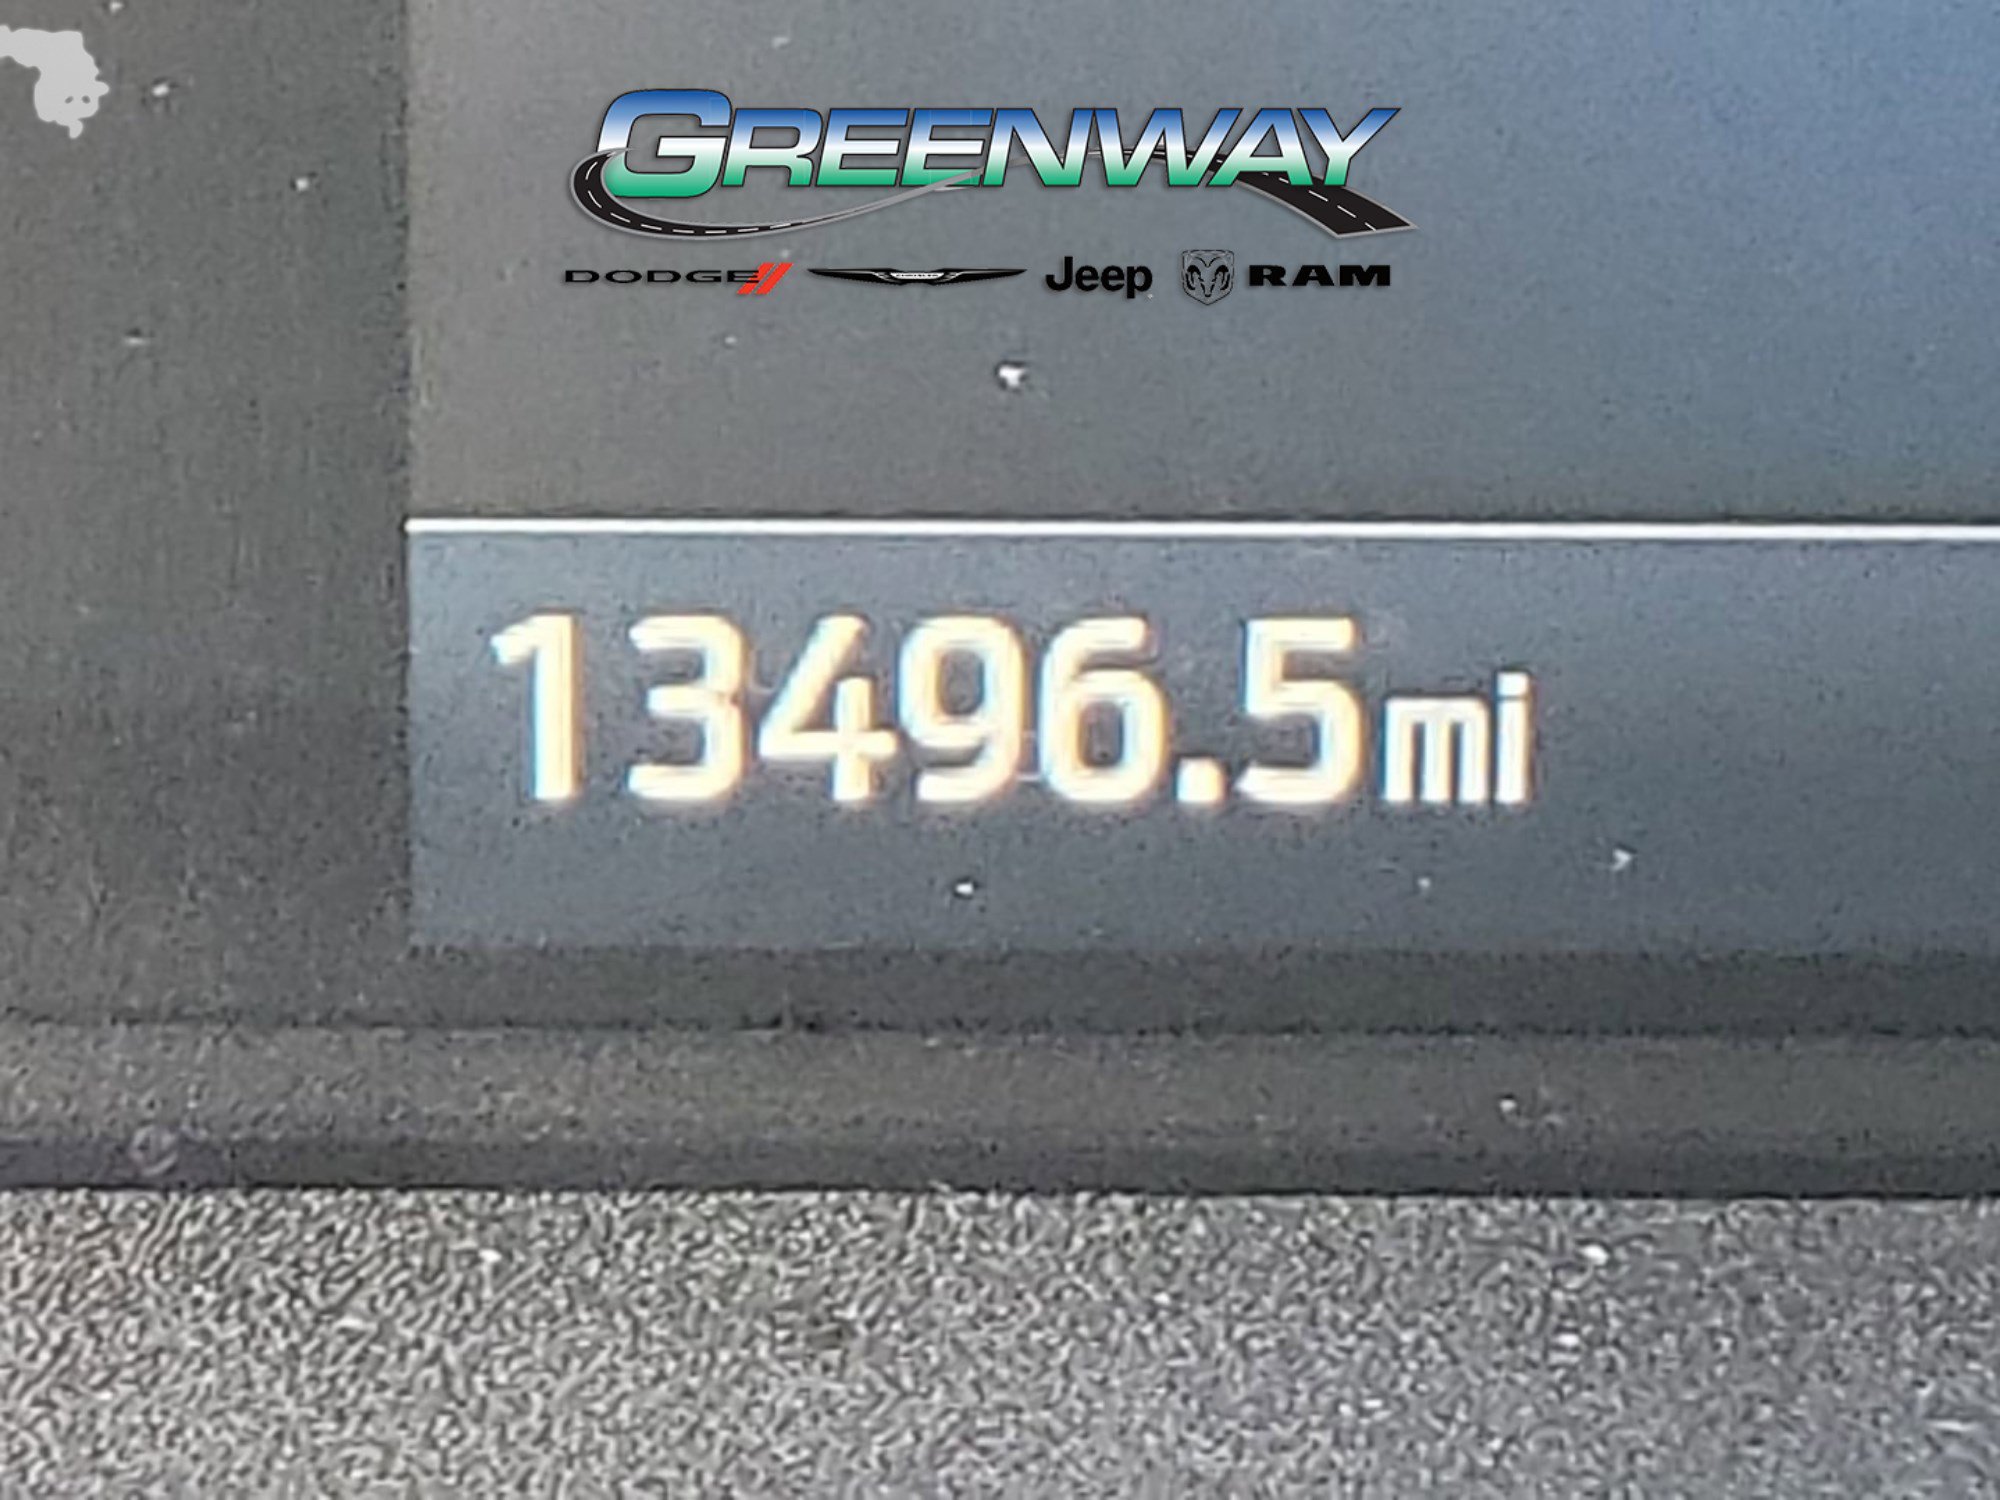 GREENWAY
DODGE Jeep RAM
13496.5mi